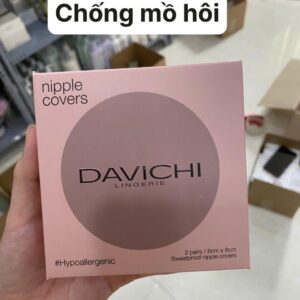 Chống mồ hôi
nipple
covers
DAVICHI
LINGERIE
2 pairs / 8cm x 8cm
#Hypoallergenic
Sweatproof nipple covers